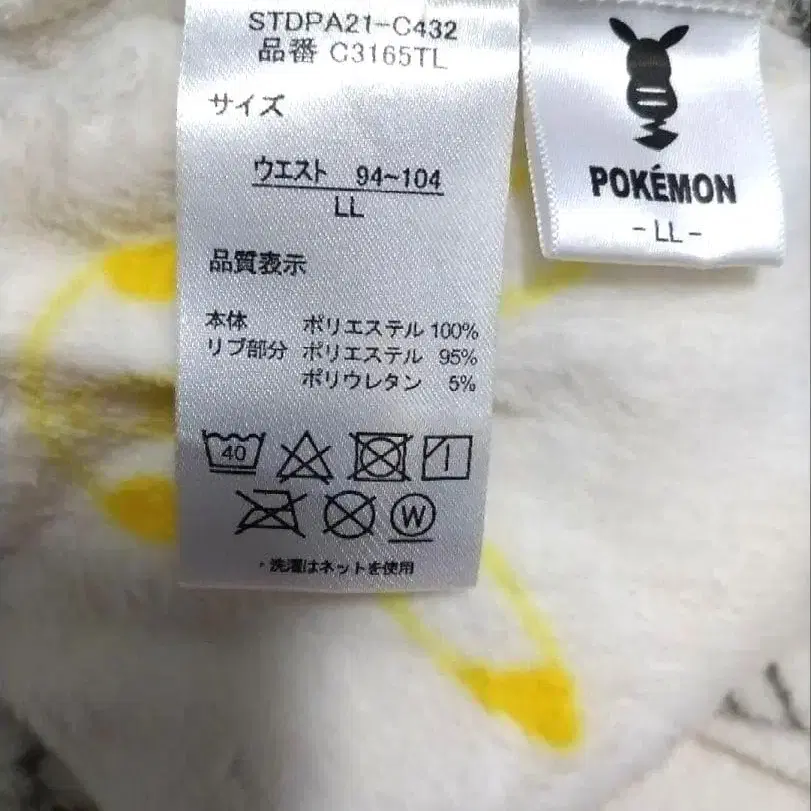 STDPA21-C432
品番 C3165TL
サイズ
ウエスト 94~104
LL
品質表示
本体 ポリエステル 100%
リブ部分 ポリエステル 95%
ポリウレタン 5%
40
W
・洗濯はネットを使用
POKÉMON
-LL-